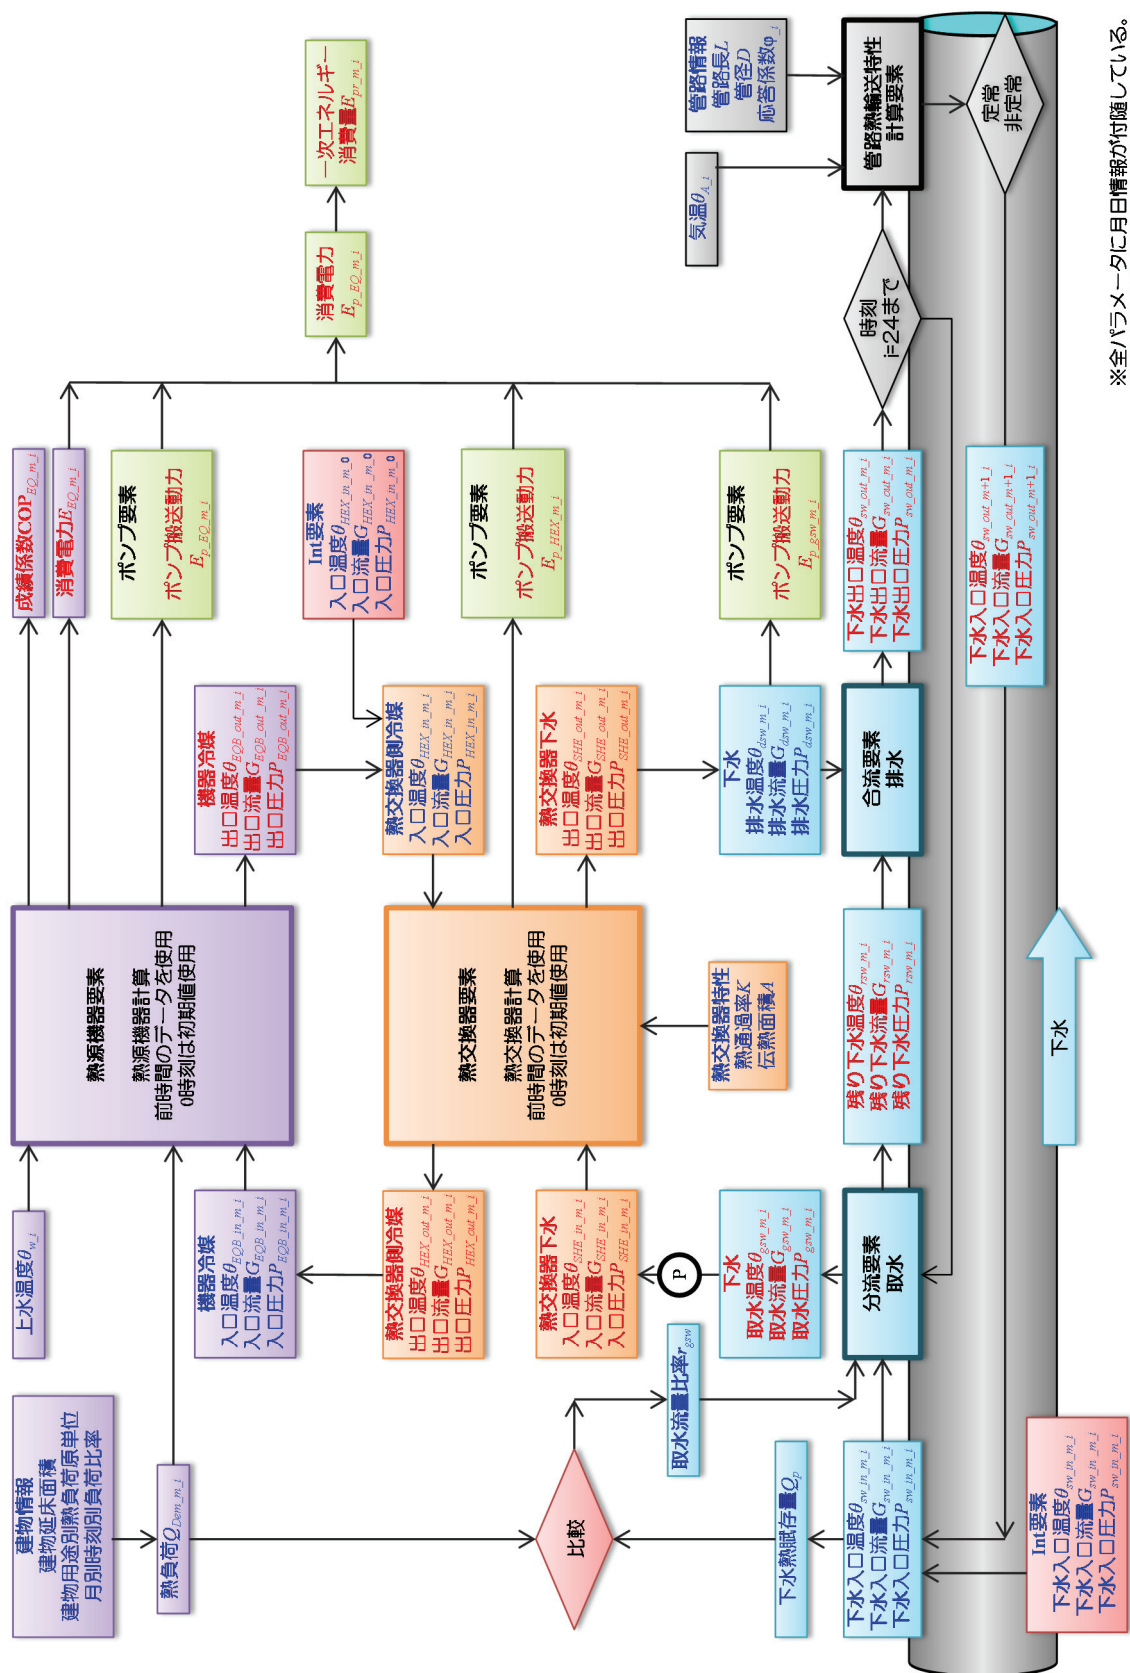 建物情報
建物延床面積
建物用途別熱負荷原単位
月別時刻別負荷比率
熱負荷Q_Dem_m_i
上水温度θ_w_i
熱源機器要素
熱源機器計算
前時間のデータを使用
0時刻は初期値使用
成績係数COP_EQ_m_i
消費電力E_EQ_m_i
ポンプ要素
ポンプ搬送動力
E_p_EQ_m_i
機器冷媒
入口温度θ_EQB_in_m_i
入口流量G_EQB_in_m_i
入口圧力P_EQB_in_m_i
機器冷媒
出口温度θ_EQB_out_m_i
出口流量G_EQB_out_m_i
出口圧力P_EQB_out_m_i
Int要素
入口温度θ_HEX_in_m_0
入口流量G_HEX_in_m_0
入口圧力P_HEX_in_m_0
消費電力
E_p_EQ_m_i
一次エネルギー
消費量E_pr_m_i
熱交換器側冷媒
出口温度θ_HEX_out_m_i
出口流量G_HEX_out_m_i
出口圧力P_HEX_out_m_i
熱交換器要素
熱交換器計算
前時間のデータを使用
0時刻は初期値使用
熱交換器側冷媒
入口温度θ_HEX_in_m_i
入口流量G_HEX_in_m_i
入口圧力P_HEX_in_m_i
ポンプ要素
ポンプ搬送動力
E_p_HEX_m_i
熱交換器下水
入口温度θ_SHE_in_m_i
入口流量G_SHE_in_m_i
入口圧力P_SHE_in_m_i
熱交換器下水
出口温度θ_SHE_out_m_i
出口流量G_SHE_out_m_i
出口圧力P_SHE_out_m_i
比較
取水流量比率r_gsw
P
熱交換器特性
熱通過率K
伝熱面積A
下水熱賦存量Q_p
下水
取水温度θ_gsw_m_i
取水流量G_gsw_m_i
取水圧力P_gsw_m_i
下水
排水温度θ_dsw_m_i
排水流量G_dsw_m_i
排水圧力P_dsw_m_i
ポンプ要素
ポンプ搬送動力
E_p_gsw_m_i
気温θ_A_i
管路情報
管路長L
管径D
応答係数φ_i
下水入口温度θ_sw_in_m_i
下水入口流量G_sw_in_m_i
下水入口圧力P_sw_in_m_i
分流要素
取水
残り下水温度θ_rsw_m_i
残り下水流量G_rsw_m_i
残り下水圧力P_rsw_m_i
合流要素
排水
下水出口温度θ_sw_out_m_i
下水出口流量G_sw_out_m_i
下水出口圧力P_sw_out_m_i
時刻
i=24まで
管路熱輸送特性
計算要素
定常
非定常
下水入口温度θ_sw_out_m+1_i
下水入口流量G_sw_out_m+1_i
下水入口圧力P_sw_out_m+1_i
Int要素
下水入口温度θ_sw_in_m_i
下水入口流量G_sw_in_m_i
下水入口圧力P_sw_in_m_i
下水
※全パラメータに月日情報が付随している。